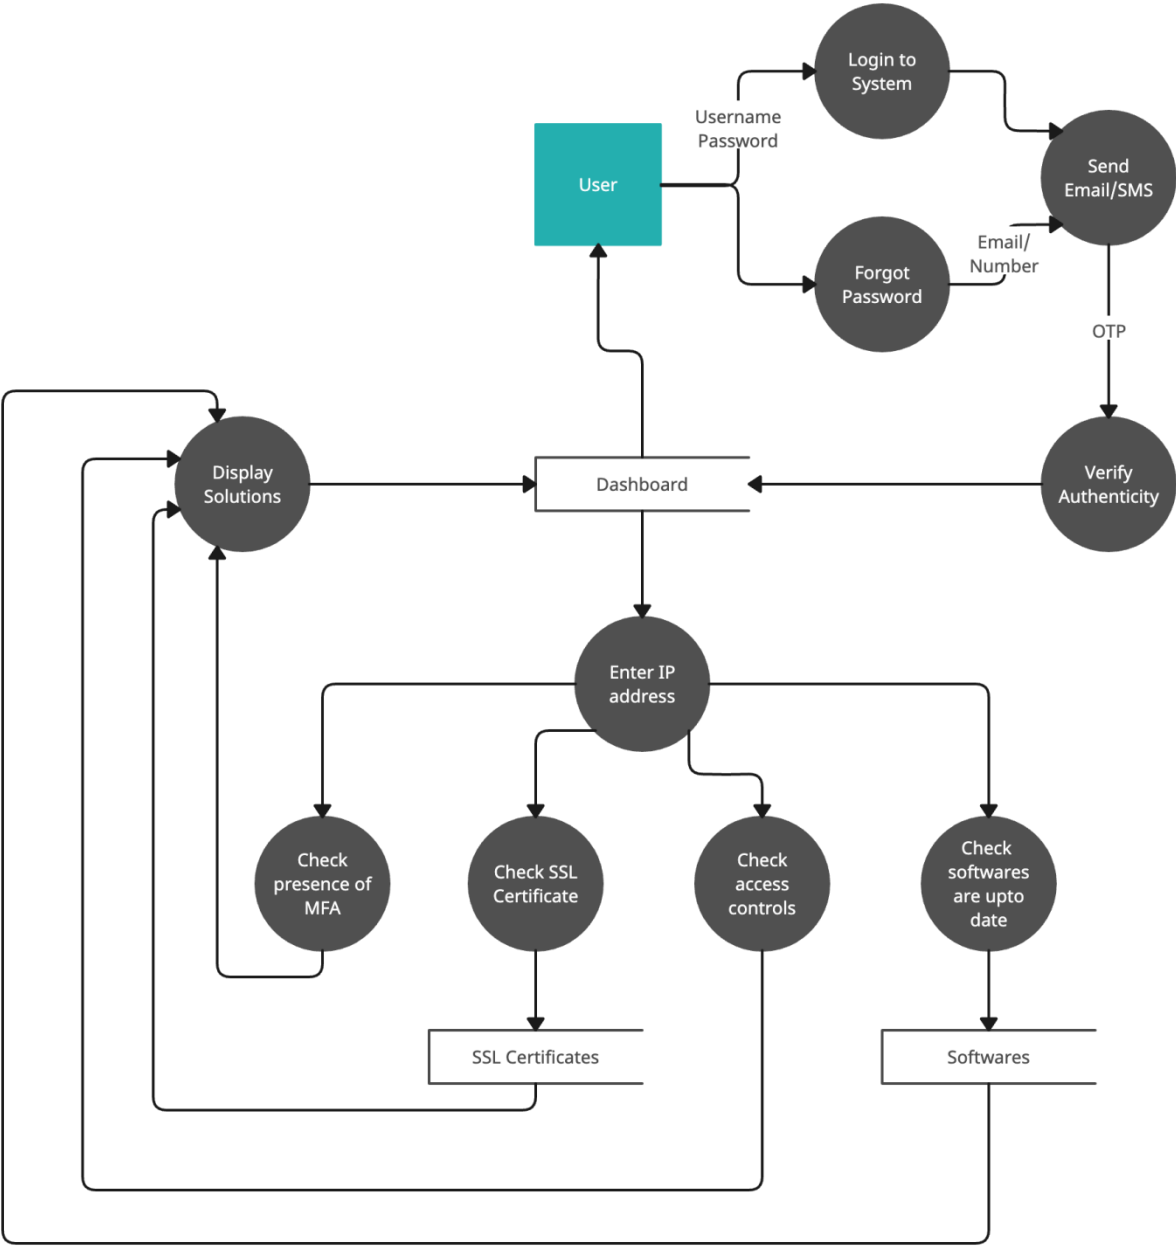 Login to
System
Username
Password
User
Send
Email/SMS
Email/
Number
Forgot
Password
OTP
Display
Solutions
Dashboard
Verify
Authenticity
Enter IP
address
Check
presence of
MFA
Check SSL
Certificate
Check
access
controls
Check
softwares
are upto
date
SSL Certificates
Softwares